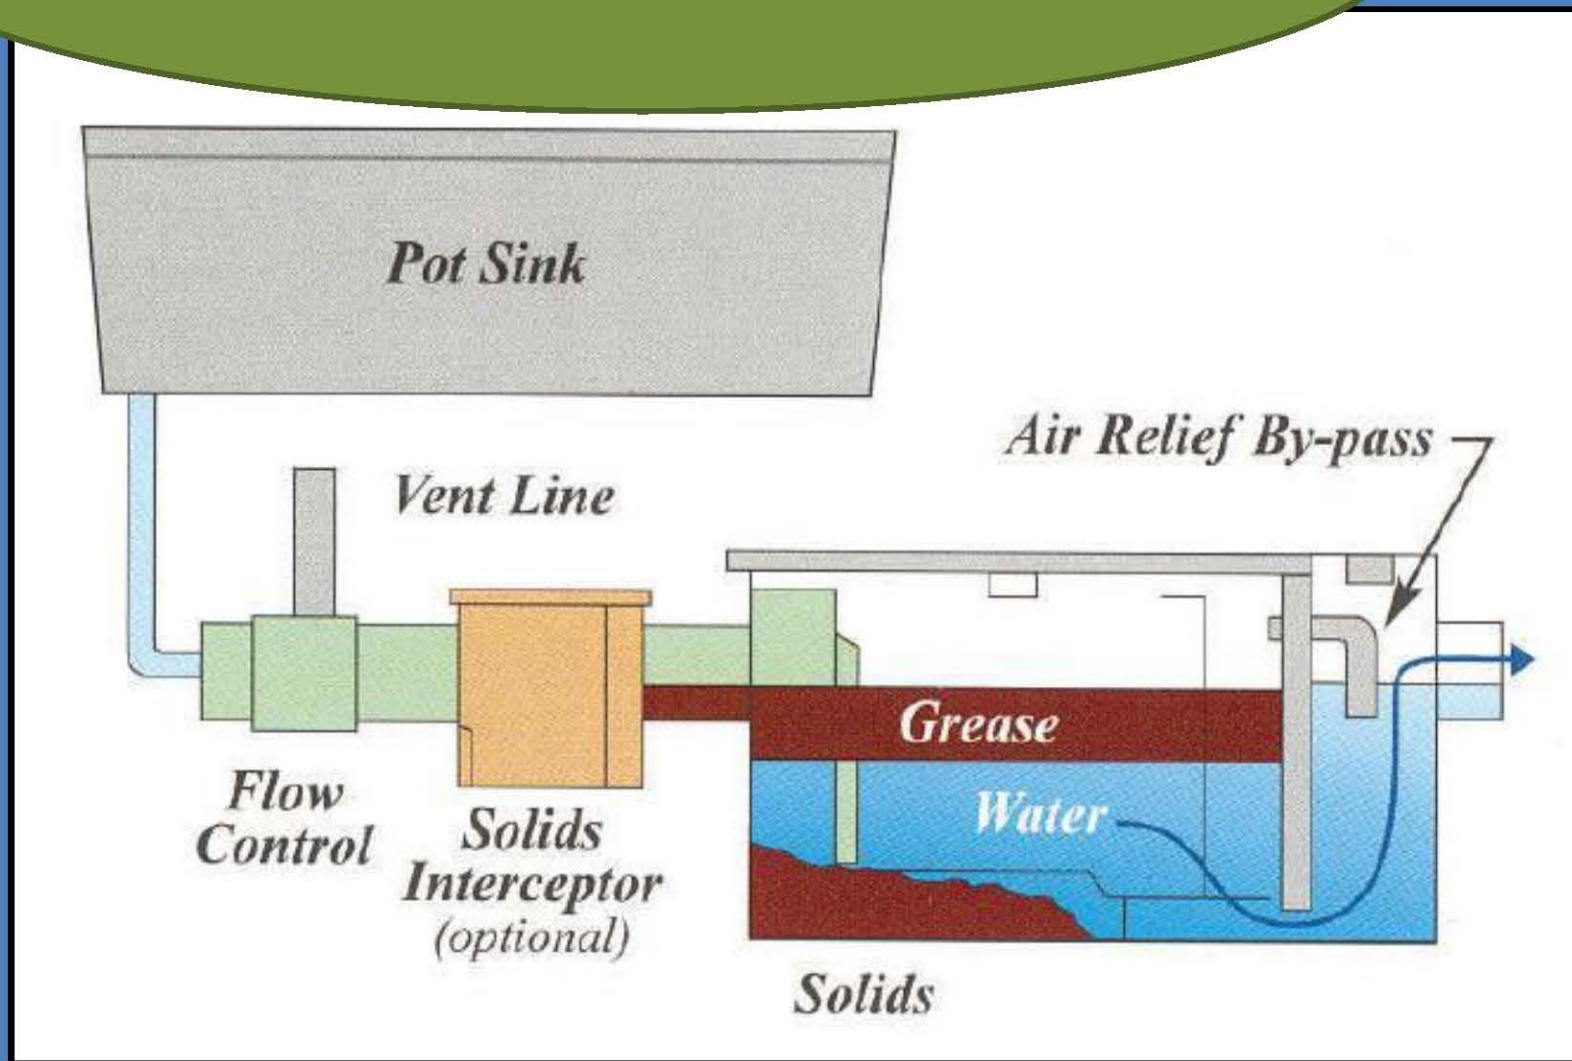 Pot Sink
Air Relief By-pass
Vent Line
Grease
Water
Flow
Control
Solids
Interceptor
(optional)
Solids